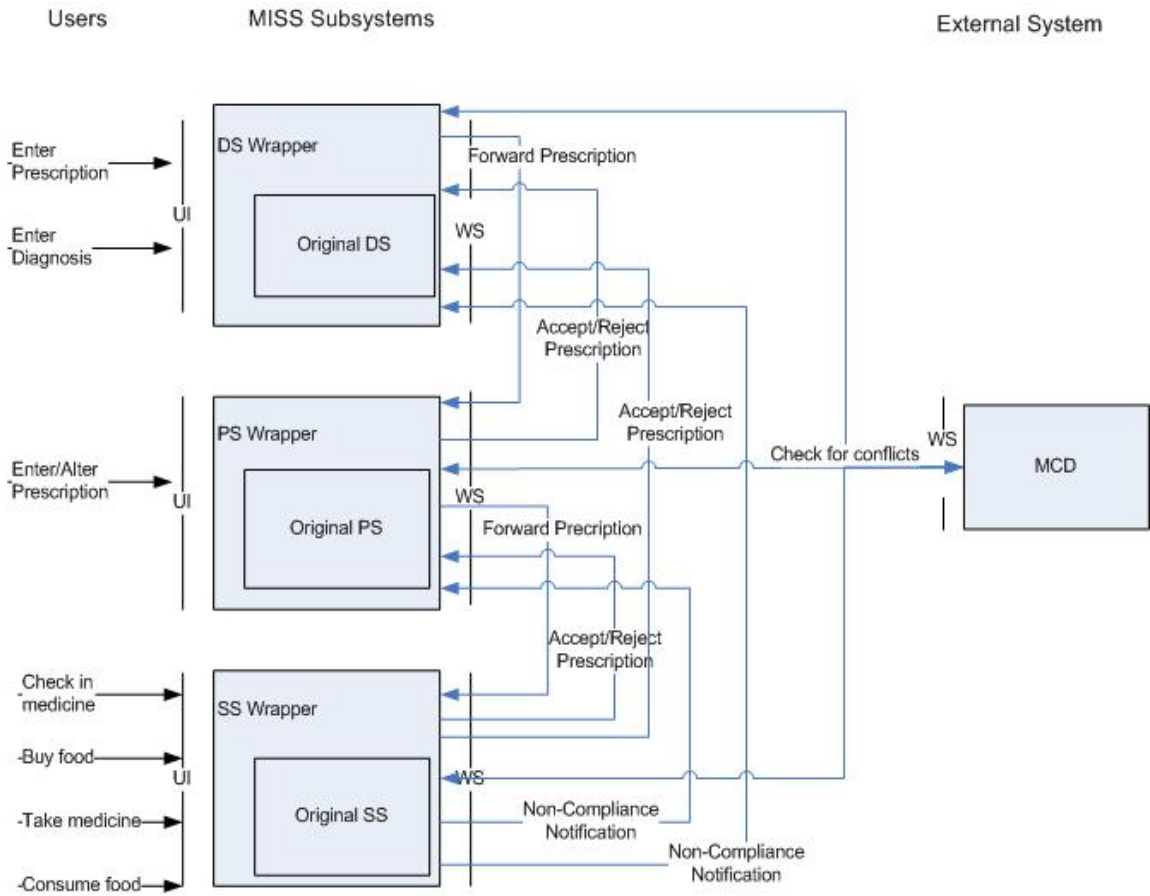 Users
MISS Subsystems
External System
DS Wrapper
Enter
Prescription
Forward Prescription
UI
WS
Enter
Diagnosis
Original DS
Accept/Reject
Prescription
PS Wrapper
Accept/Reject
Prescription
WS
Check for conflicts
MCD
Enter/Alter
Prescription
UI
WS
Original PS
Forward Precription
Accept/Reject
Prescription
Check in
medicine
SS Wrapper
Buy food
UI
WS
Take medicine
Original SS
Non-Compliance
Notification
Non-Compliance
Notification
Consume food